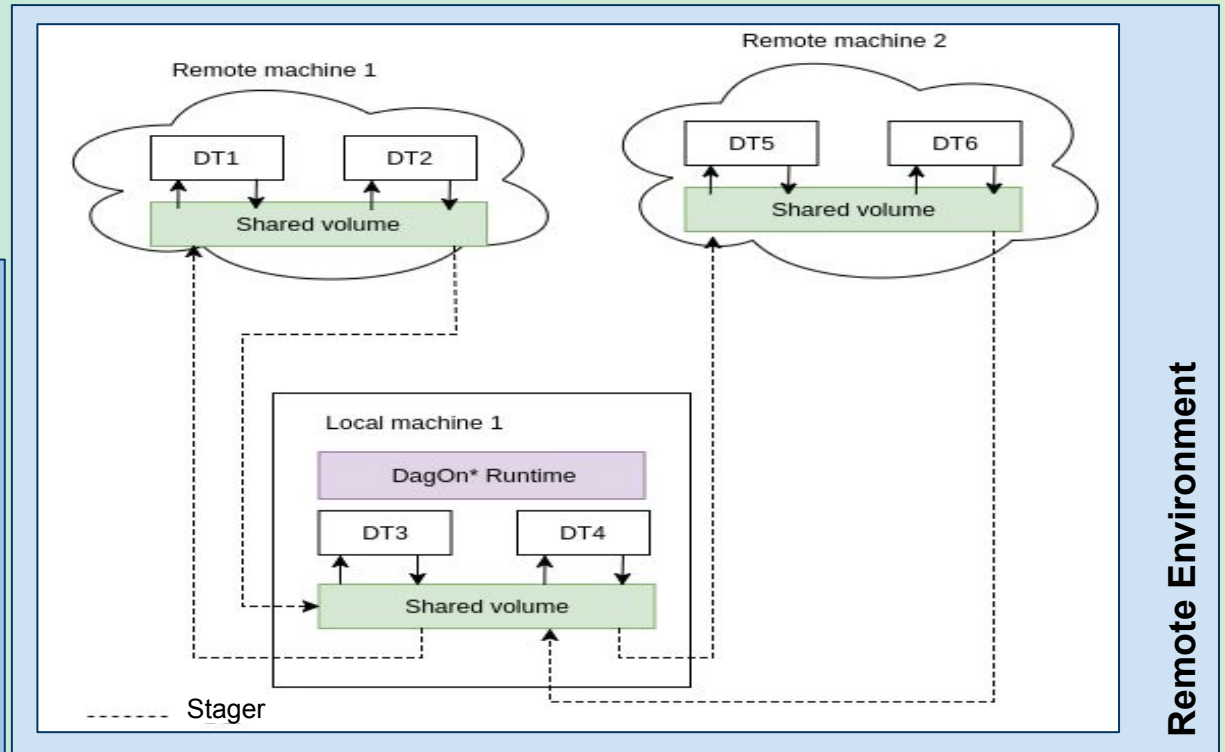 Remote machine 1
Remote machine 2
DT1
DT2
DT5
DT6
Shared volume
Shared volume
Local machine 1
DagOn* Runtime
DT3
DT4
Shared volume
Stager
Remote Environment